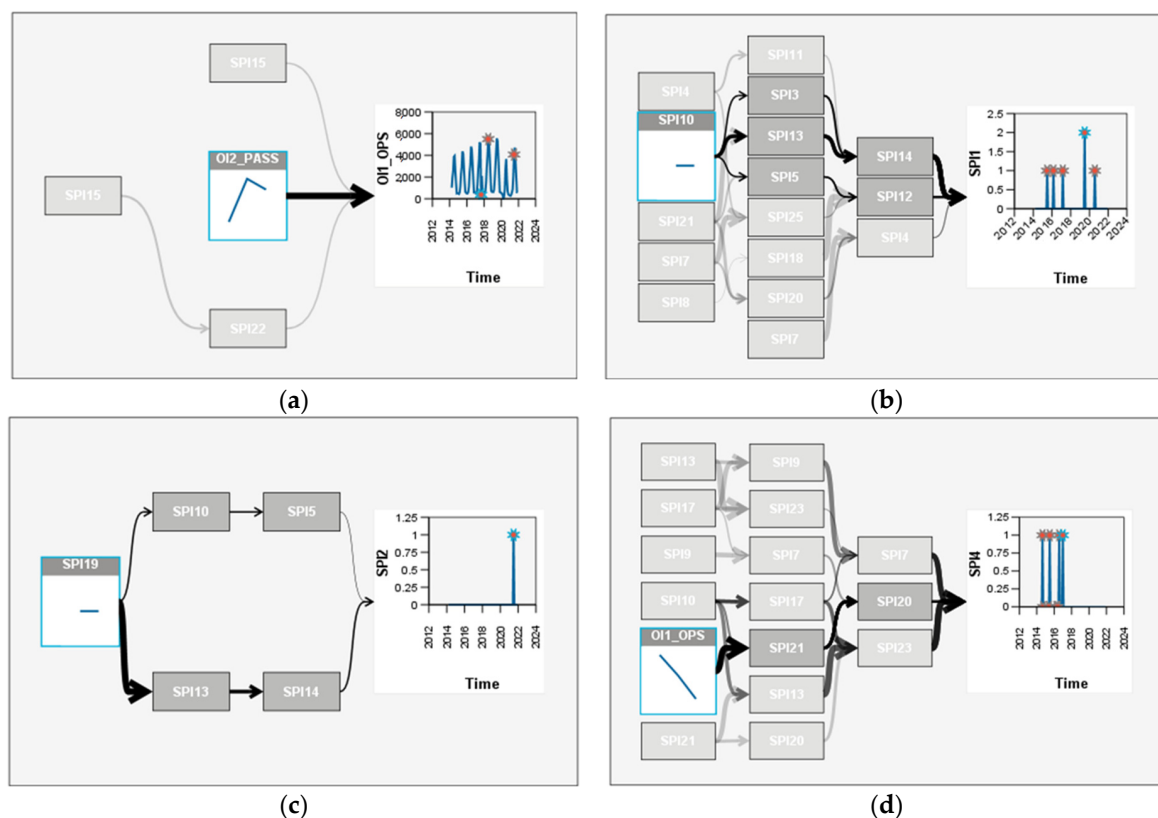 SPI15
OI2_PASS
SPI15
SPI22
OI1_OPS
8000
6000
4000
2000
0
2012
2014
2016
2018
2020
2022
2024
Time
(a)
SPI11
SPI4
SPI3
SPI10
SPI13
SPI14
SPI5
SPI12
SPI21
SPI25
SPI4
SPI7
SPI18
SPI8
SPI20
SPI7
SPI1
2.5
2
1.5
1
0.5
0
2012
2014
2016
2018
2020
2022
2024
Time
(b)
SPI10
SPI5
SPI19
SPI13
SPI14
SPI2
1.25
1
0.75
0.5
0.25
0
2012
2014
2016
2018
2020
2022
2024
Time
(c)
SPI13
SPI9
SPI17
SPI23
SPI9
SPI7
SPI7
SPI10
SPI17
SPI20
OI1_OPS
SPI21
SPI23
SPI13
SPI21
SPI20
SPI4
1.25
1
0.75
0.5
0.25
0
2012
2014
2016
2018
2020
2022
2024
Time
(d)